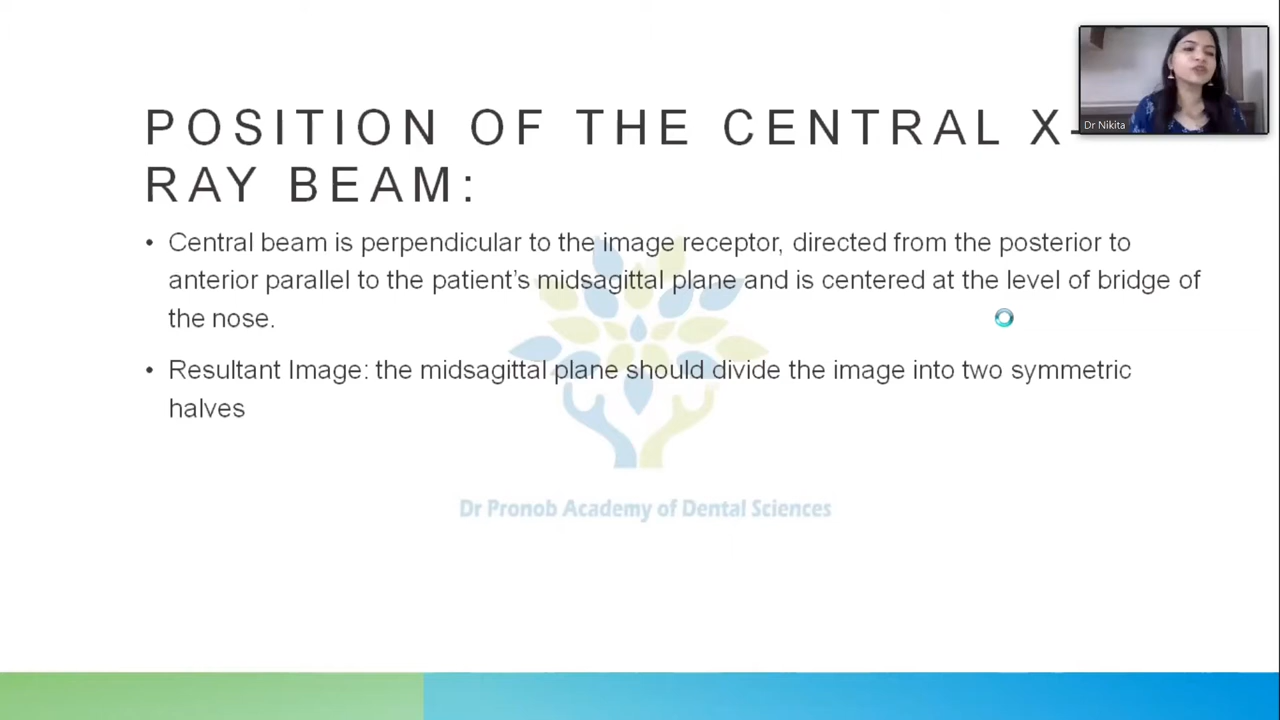 POSITION OF THE CENTRAL X-
RAY BEAM:
Dr Nikita
• Central beam is perpendicular to the image receptor, directed from the posterior to
anterior parallel to the patient's midsagittal plane and is centered at the level of bridge of
the nose.
• Resultant Image: the midsagittal plane should divide the image into two symmetric
halves
Dr Pronob Academy of Dental Sciences